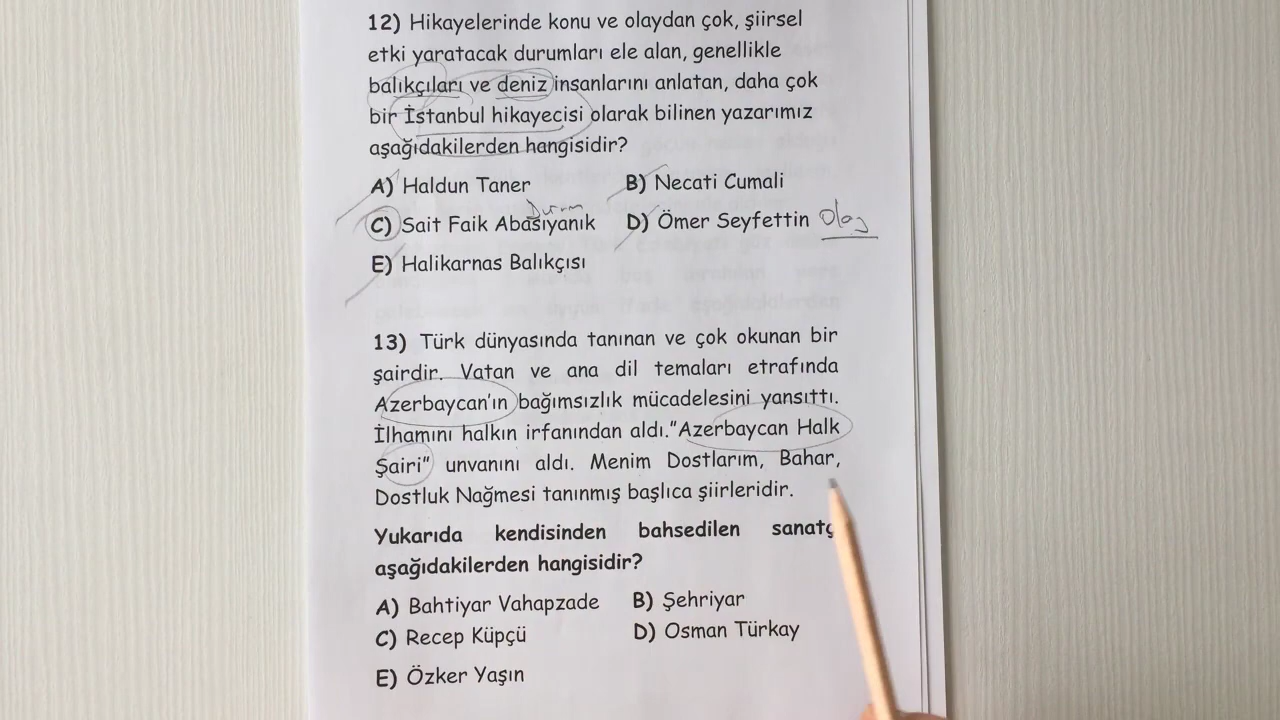 12) Hikayelerinde konu ve olaydan çok, şiirsel
etki yaratacak durumları ele alan, genellikle
balıkçıları ve deniz insanlarını anlatan, daha çok
bir İstanbul hikayecisi olarak bilinen yazarımız
aşağıdakilerden hangisidir?
A) Haldun Taner B) Necati Cumali
Durum
C) Sait Faik Abasıyanık D) Ömer Seyfettin Olay
E) Halikarnas Balıkçısı
13) Türk dünyasında tanınan ve çok okunan bir
şairdir. Vatan ve ana dil temaları etrafında
Azerbaycan'ın bağımsızlık mücadelesini yansıttı.
İlhamını halkın irfanından aldı."Azerbaycan Halk
Şairi" unvanını aldı. Menim Dostlarım, Bahar,
Dostluk Nağmesi tanınmış başlıca şiirleridir.
Yukarıda kendisinden bahsedilen sanatç
aşağıdakilerden hangisidir?
A) Bahtiyar Vahapzade B) Şehriyar
C) Recep Küpçü D) Osman Türkay
E) Özker Yaşın